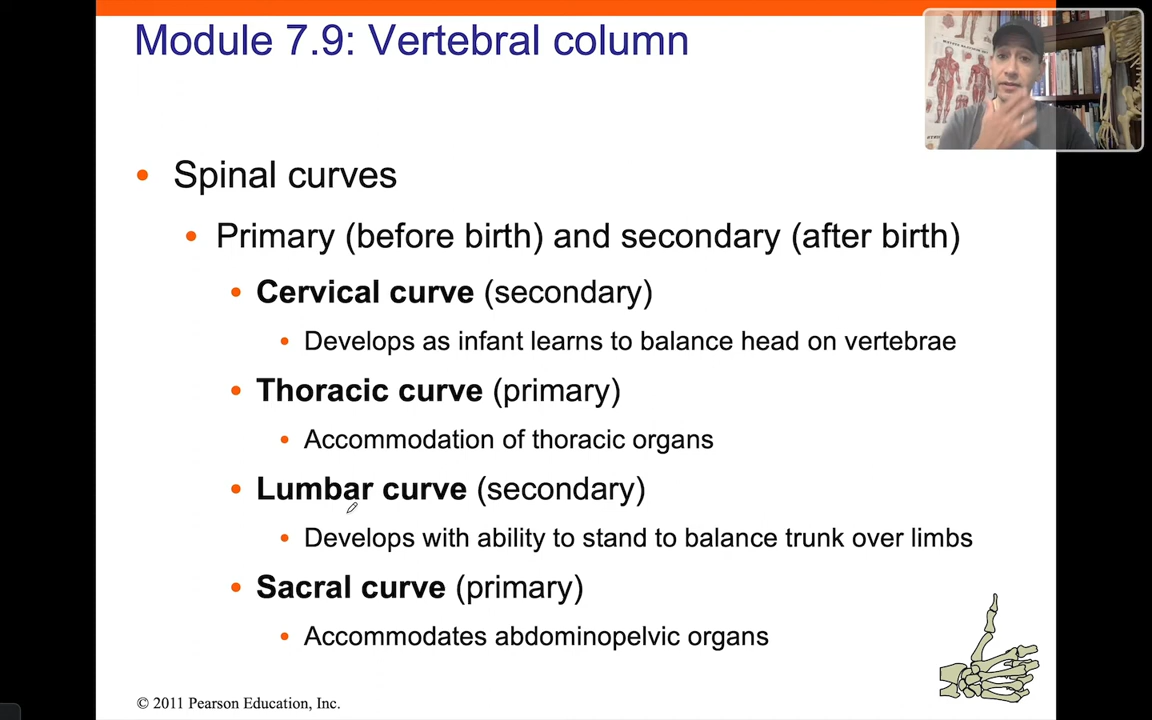 Module 7.9: Vertebral column
Spinal curves
Primary (before birth) and secondary (after birth)
Cervical curve (secondary)
Develops as infant learns to balance head on vertebrae
Thoracic curve (primary)
Accommodation of thoracic organs
Lumbar curve (secondary)
Develops with ability to stand to balance trunk over limbs
Sacral curve (primary)
Accommodates abdominopelvic organs
© 2011 Pearson Education, Inc.